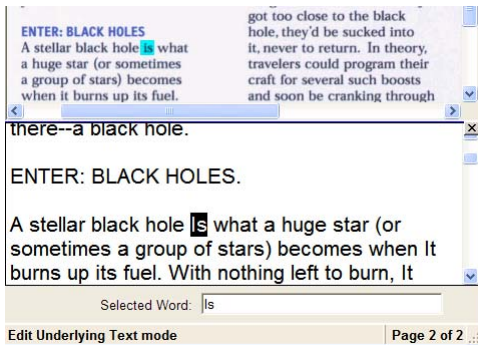 ENTER: BLACK HOLES
A stellar black hole is what
a huge star (or sometimes
a group of stars) becomes
when it burns up its fuel.
got too close to the black
hole, they'd be sucked into
it, never to return. In theory,
travelers could program their
craft for several such boosts
and soon be cranking through
there--a black hole.
ENTER: BLACK HOLES.
A stellar black hole Is what a huge star (or
sometimes a group of stars) becomes when It
burns up its fuel. With nothing left to burn, It
Selected Word: Is
Edit Underlying Text mode Page 2 of 2